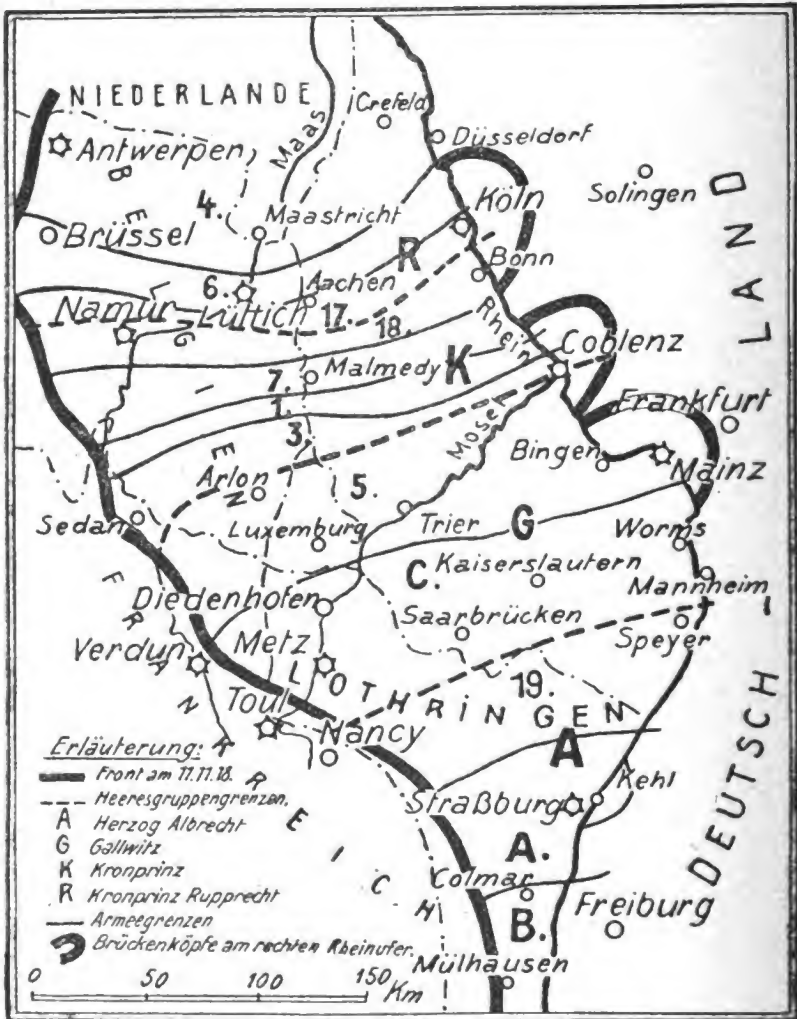 NIEDERLANDE
Crefeld
Maas
Düsseldorf
Antwerpen
Solingen
BELGIEN
4.
Maastricht
Köln
Brüssel
R
Bonn
Aachen
6.
Namür
Lüttich
17.
18.
Rhein
Coblenz
7.
Malmedy
K
1.
Frankfurt
3.
Mosel
Bingen
Mainz
Arlon
5.
Sedan
Luxemburg
Trier
G
Worms
C.
Kaiserslautern
Mannheim
Diedenhofen
Saarbrücken
Speyer
Verdun
Metz
19.
LOTHRINGEN
Toul
Nancy
A
Kehl
Straßburg
A.
Colmar
B.
Freiburg
Mülhausen
FRANKREICH
DEUTSCH-
LAND
Erläuterung:
Front am 11.11.18.
Heeresgruppengrenzen.
A Herzog Albrecht
G Gallwitz
K Kronprinz
R Kronprinz Rupprecht
Armeegrenzen
Brückenköpfe am rechten Rheinufer.
0 50 100 150
Km